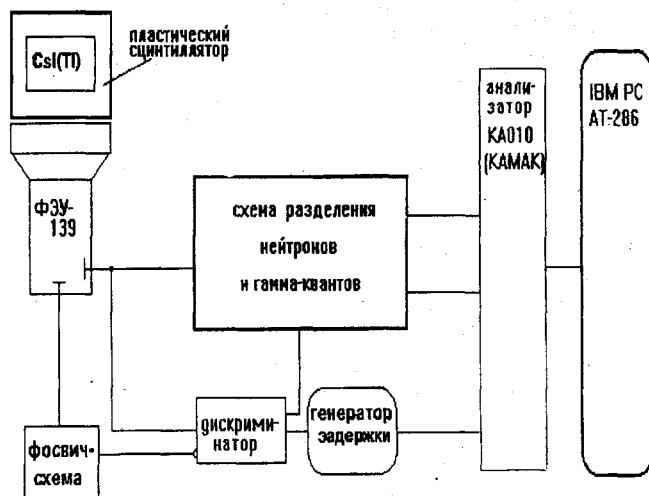 CsI(Tl)
пластический
сцинтиллятор
ФЭУ-
139
схема разделения
нейтронов
и гамма-квантов
анали-
затор
КА010
(КАМАК)
IBM PC
AT-286
фосвич-
схема
дискрими-
натор
генератор
задержки